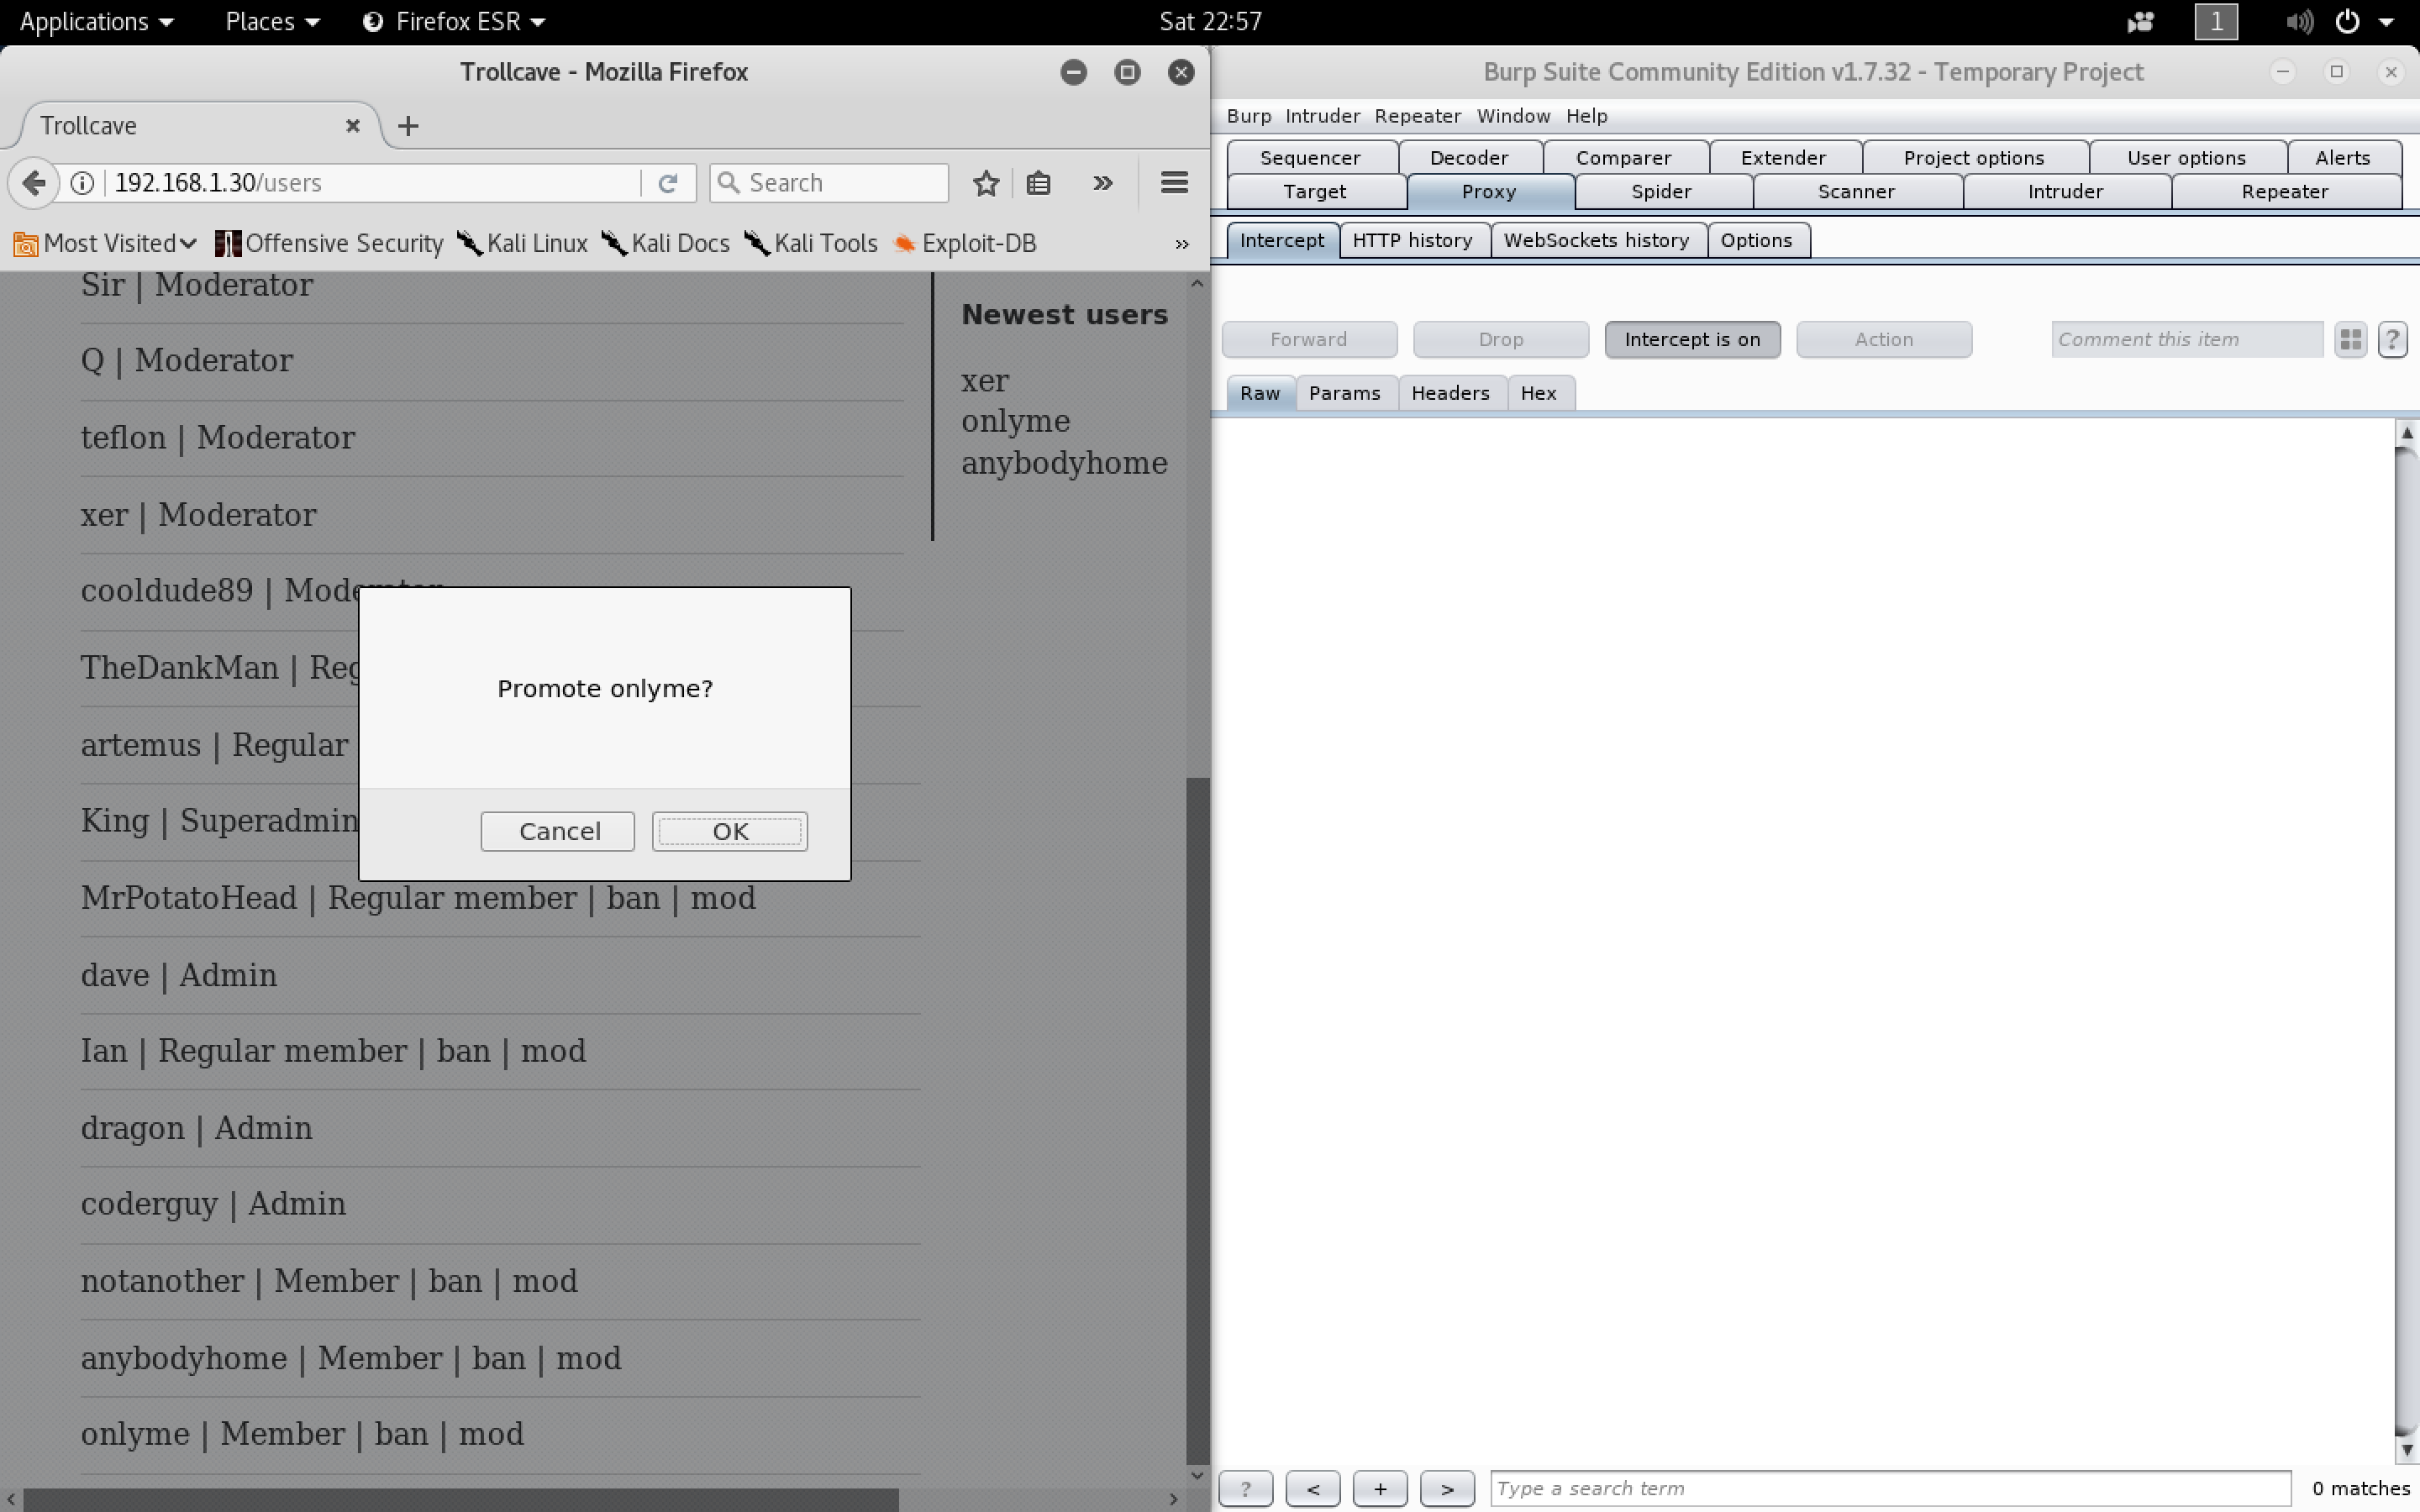 Applications Places Firefox ESR Sat 22:57 1
Trollcave - Mozilla Firefox
Trollcave
192.168.1.30/users Search
Most Visited Offensive Security Kali Linux Kali Docs Kali Tools Exploit-DB »
Sir | Moderator
Q | Moderator
teflon | Moderator
xer | Moderator
cooldude89 | Moderator
TheDankMan | Reg
artemus | Regular
King | Superadmin
MrPotatoHead | Regular member | ban | mod
dave | Admin
Ian | Regular member | ban | mod
dragon | Admin
coderguy | Admin
notanother | Member | ban | mod
anybodyhome | Member | ban | mod
onlyme | Member | ban | mod
Newest users
xer
onlyme
anybodyhome
Promote onlyme?
Cancel OK
Burp Suite Community Edition v1.7.32 - Temporary Project
Burp Intruder Repeater Window Help
Sequencer Decoder Comparer Extender Project options User options Alerts
Target Proxy Spider Scanner Intruder Repeater
Intercept HTTP history WebSockets history Options
Forward Drop Intercept is on Action Comment this item ?
Raw Params Headers Hex
? < + > Type a search term 0 matches